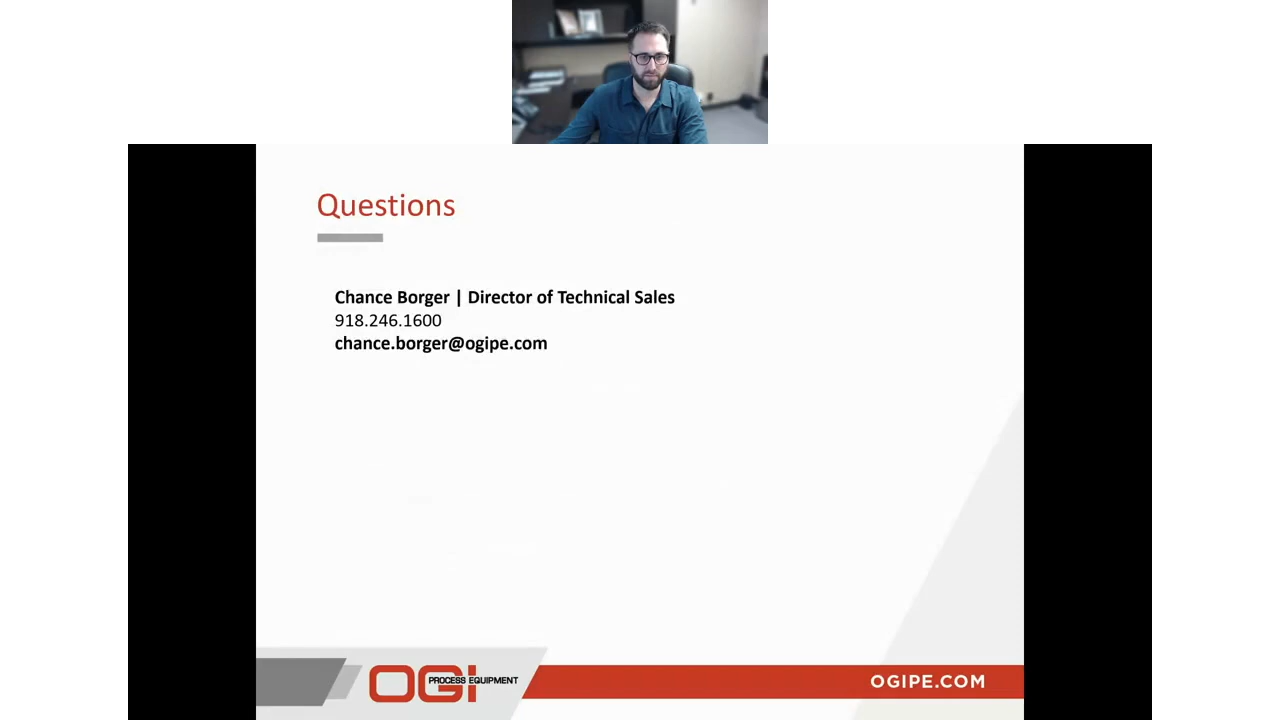 Questions
Chance Borger | Director of Technical Sales
918.246.1600
chance.borger@ogipe.com
OGI PROCESS EQUIPMENT
OGIPE.COM